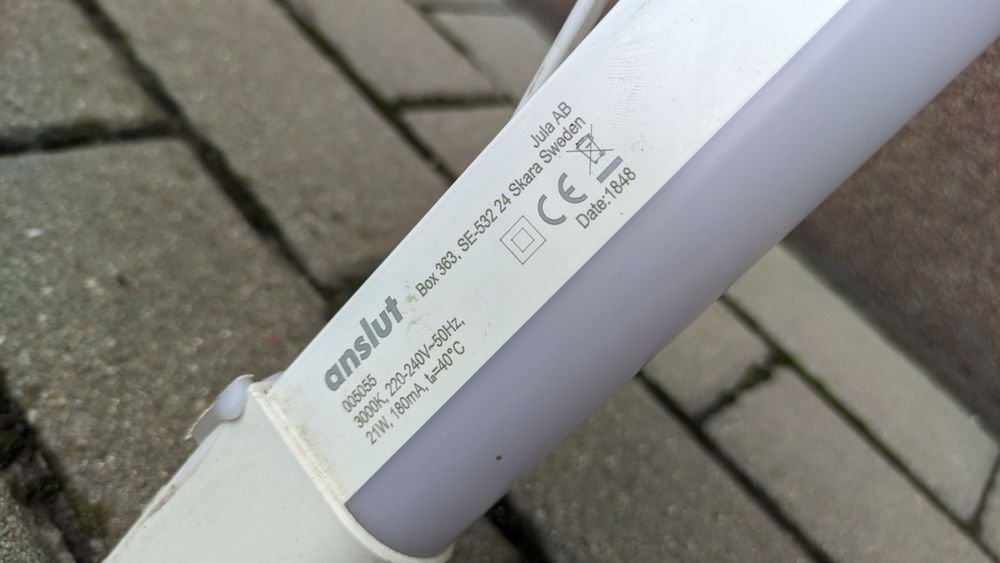 anslut
005055
3000K, 220-240V~50Hz,
21W, 180mA, ta=40°C
Jula AB
Box 363, SE-532 24 Skara Sweden
CE
Date:1848